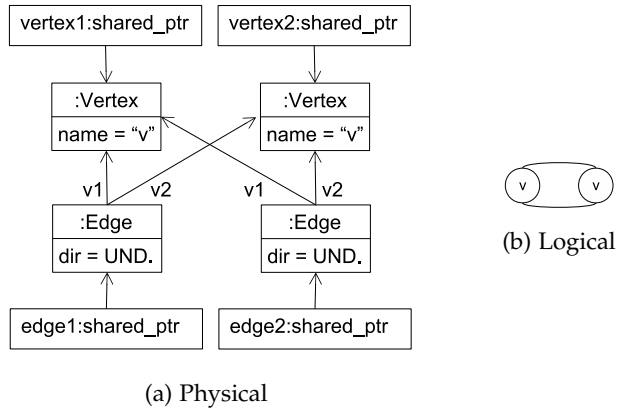 vertex1:shared_ptr
vertex2:shared_ptr
:Vertex
:Vertex
name = “v”
name = “v”
v1
v2
v1
v2
:Edge
:Edge
dir = UND.
dir = UND.
edge1:shared_ptr
edge2:shared_ptr
(a) Physical
v
v
(b) Logical